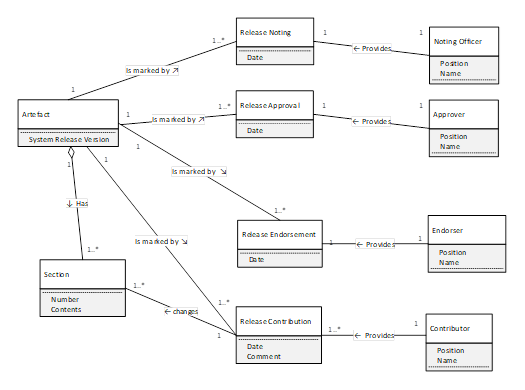 Release Noting
Date
1..*
1
← Provides
1
Noting Officer
Position
Name
Is marked by ↗
1
Artefact
System Release Version
1
Is marked by ↗
1..*
Release Approval
Date
1
← Provides
1
Approver
Position
Name
1
Is marked by ↘
1..*
Release Endorsement
Date
1
← Provides
1
Endorser
Position
Name
1
↓ Has
1..*
Section
Number
Contents
1
Is marked by ↘
1..*
1..*
← changes
1
Release Contribution
Date
Comment
1..*
← Provides
1
Contributor
Position
Name